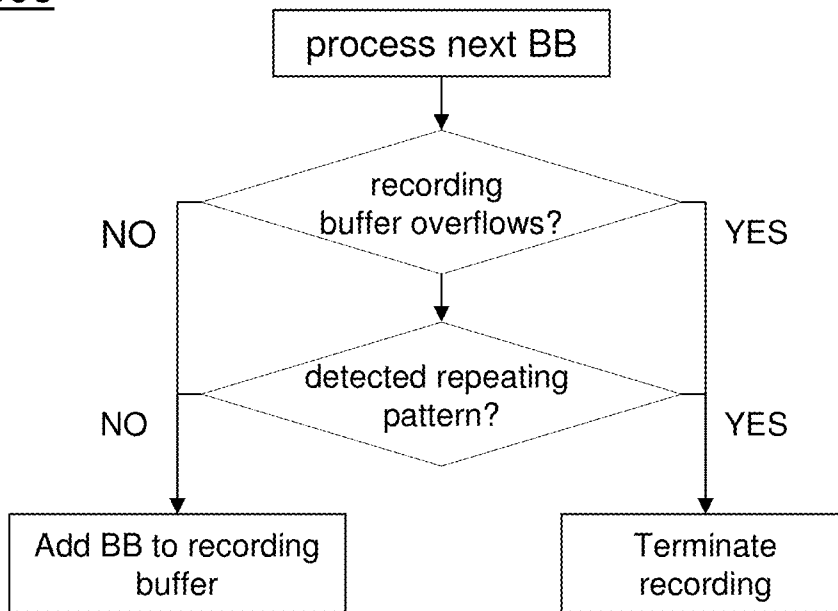 process next BB
recording
buffer overflows?
NO
YES
detected repeating
pattern?
NO
YES
Add BB to recording
buffer
Terminate
recording